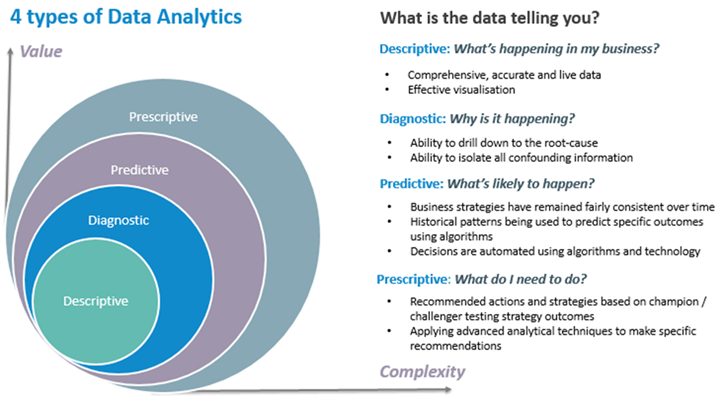 4 types of Data Analytics
Value
Prescriptive
Predictive
Diagnostic
Descriptive
What is the data telling you?
Descriptive: What's happening in my business?
• Comprehensive, accurate and live data
• Effective visualisation
Diagnostic: Why is it happening?
• Ability to drill down to the root-cause
• Ability to isolate all confounding information
Predictive: What's likely to happen?
• Business strategies have remained fairly consistent over time
• Historical patterns being used to predict specific outcomes
using algorithms
• Decisions are automated using algorithms and technology
Prescriptive: What do I need to do?
• Recommended actions and strategies based on champion /
challenger testing strategy outcomes
• Applying advanced analytical techniques to make specific
recommendations
Complexity